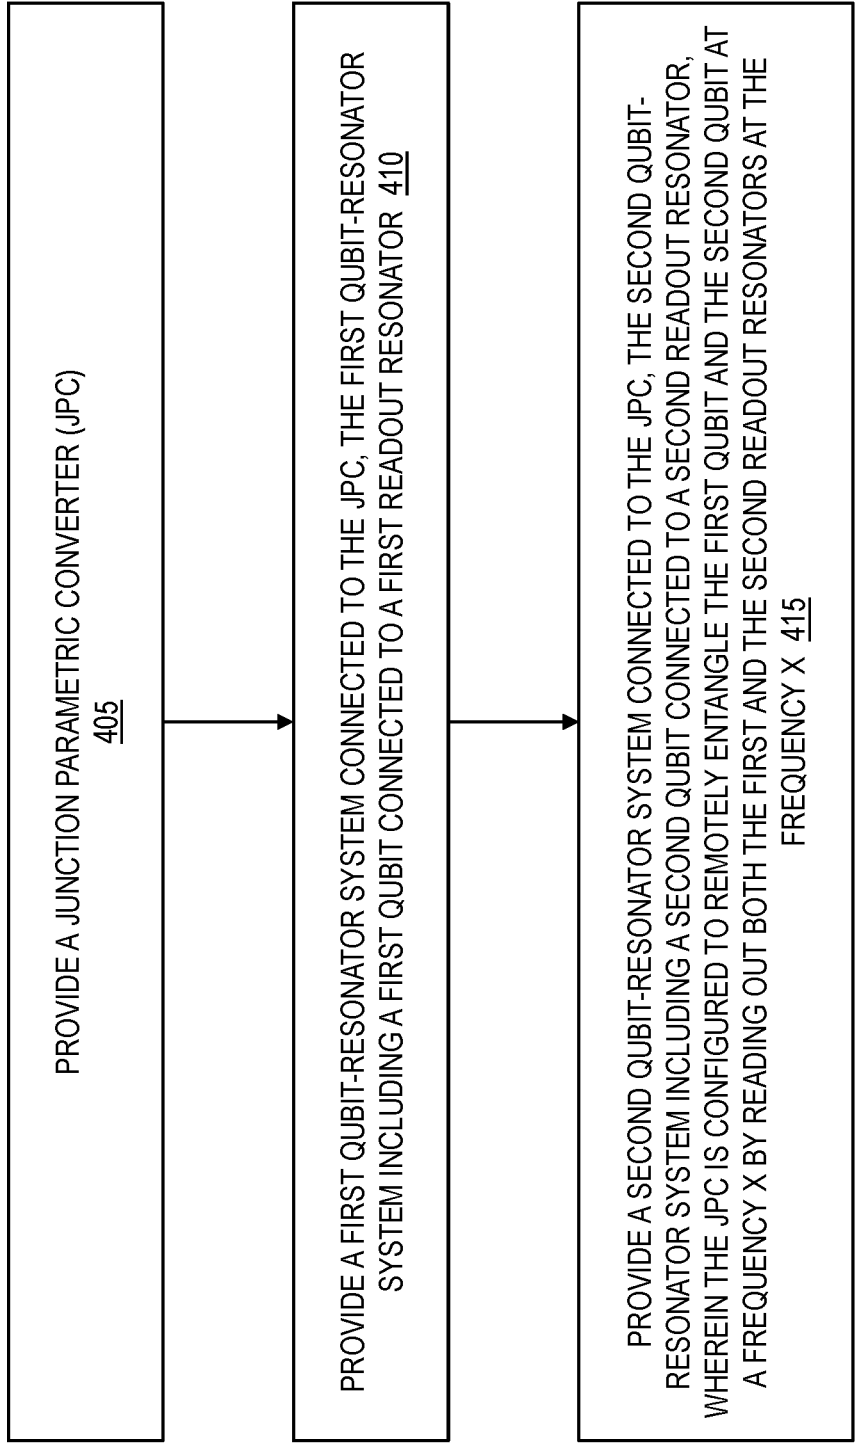 PROVIDE A JUNCTION PARAMETRIC CONVERTER (JPC)
405
PROVIDE A FIRST QUBIT-RESONATOR SYSTEM CONNECTED TO THE JPC, THE FIRST QUBIT-RESONATOR
SYSTEM INCLUDING A FIRST QUBIT CONNECTED TO A FIRST READOUT RESONATOR 410
PROVIDE A SECOND QUBIT-RESONATOR SYSTEM CONNECTED TO THE JPC, THE SECOND QUBIT-
RESONATOR SYSTEM INCLUDING A SECOND QUBIT CONNECTED TO A SECOND READOUT RESONATOR,
WHEREIN THE JPC IS CONFIGURED TO REMOTELY ENTANGLE THE FIRST QUBIT AND THE SECOND QUBIT AT
A FREQUENCY X BY READING OUT BOTH THE FIRST AND THE SECOND READOUT RESONATORS AT THE
FREQUENCY X 415